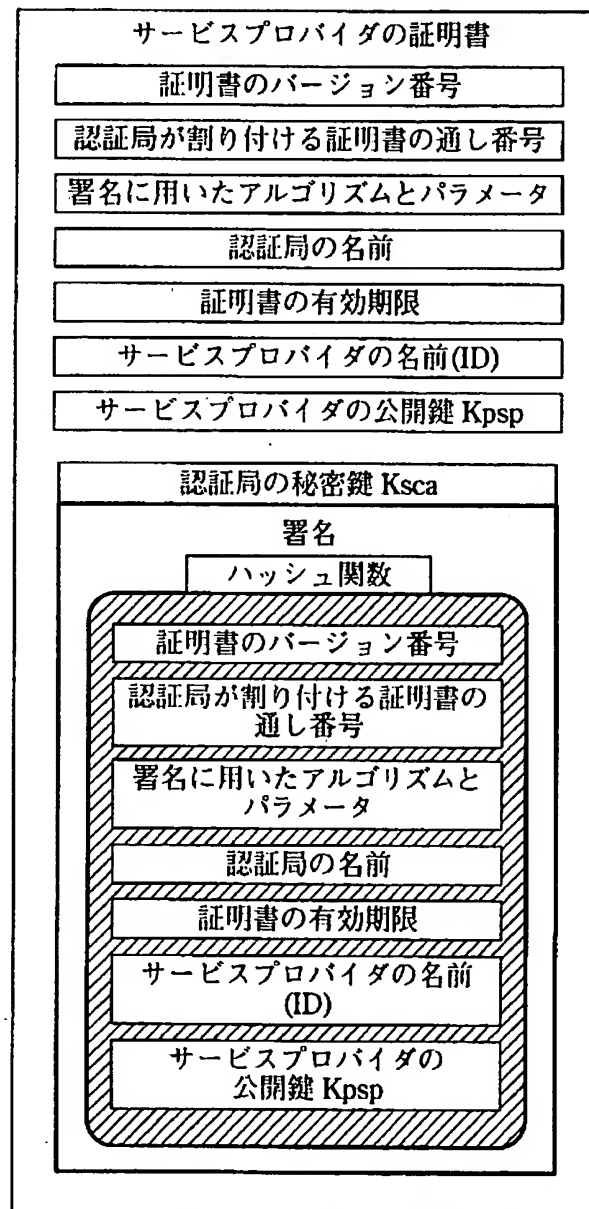 サービスプロバイダの証明書
証明書のバージョン番号
認証局が割り付ける証明書の通し番号
署名に用いたアルゴリズムとパラメータ
認証局の名前
証明書の有効期限
サービスプロバイダの名前(ID)
サービスプロバイダの公開鍵 Kpsp
認証局の秘密鍵 Ksca
署名
ハッシュ関数
証明書のバージョン番号
認証局が割り付ける証明書の
通し番号
署名に用いたアルゴリズムと
パラメータ
認証局の名前
証明書の有効期限
サービスプロバイダの名前
(ID)
サービスプロバイダの
公開鍵 Kpsp